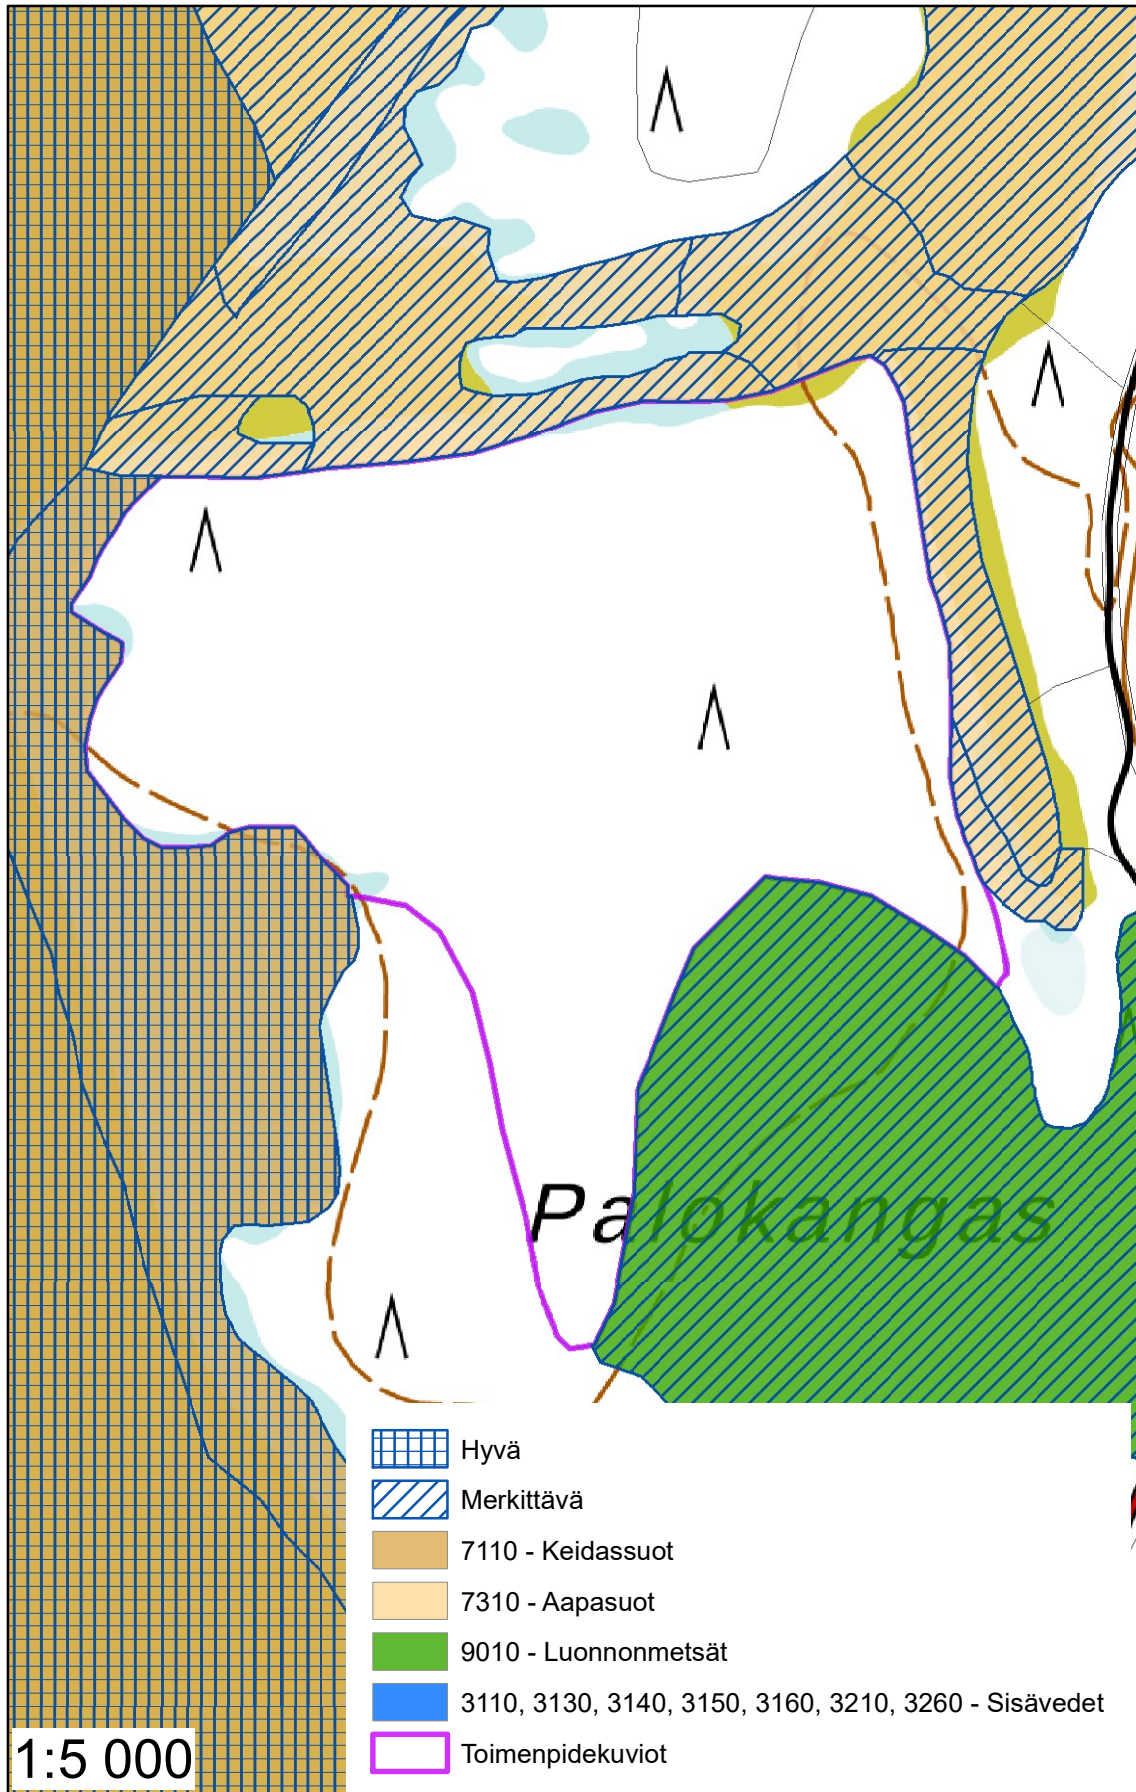 Palokangas
Hyvä
Merkittävä
7110 - Keidassuot
7310 - Aapasuot
9010 - Luonnonmetsät
3110, 3130, 3140, 3150, 3160, 3210, 3260 - Sisävedet
Toimenpidekuviot
1:5 000